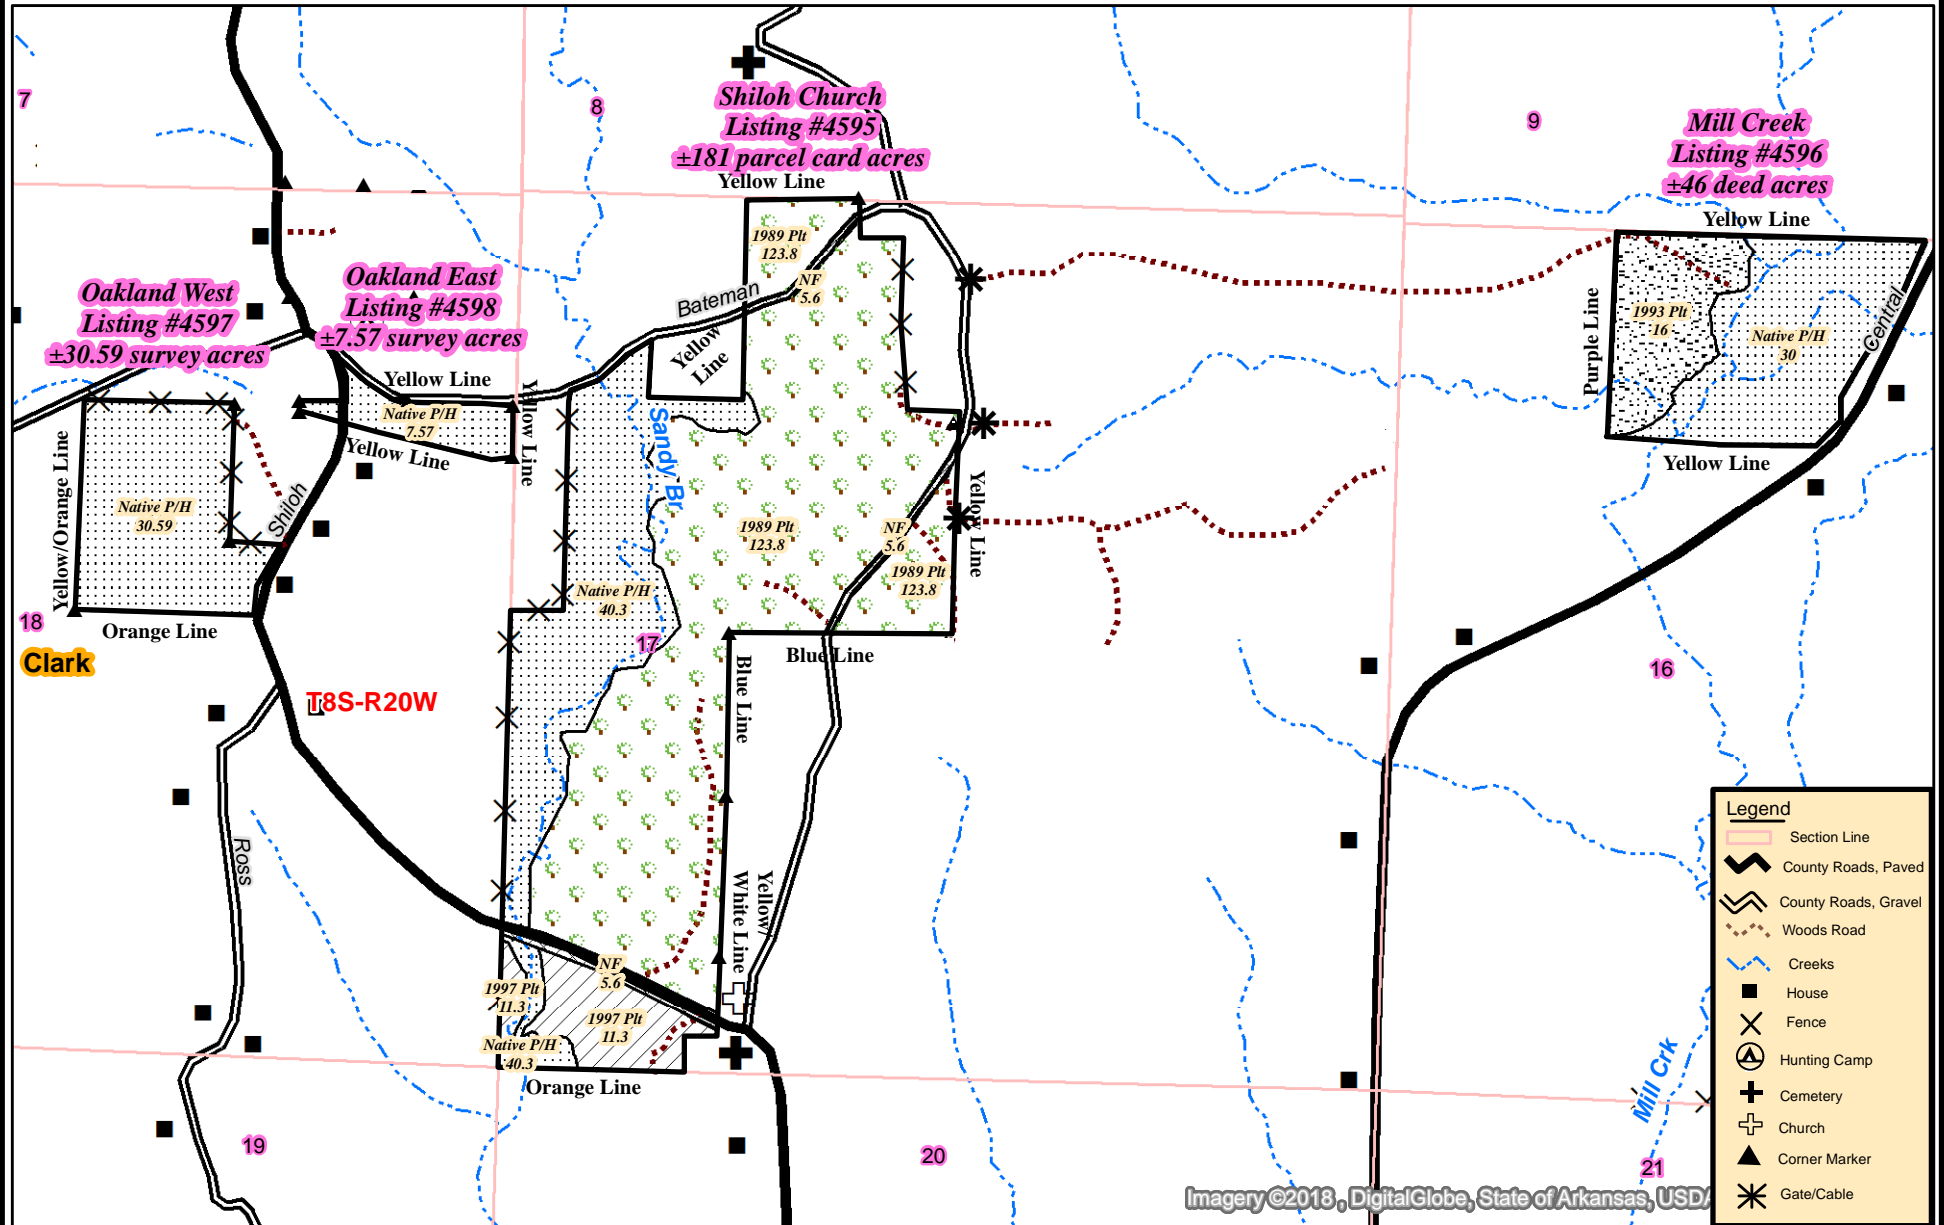 7
8
9
Shiloh Church
Listing #4595
±181 parcel card acres
Yellow Line
Mill Creek
Listing #4596
±46 deed acres
Yellow Line
1989 Plt
123.8
NF
5.6
Oakland West
Listing #4597
±30.59 survey acres
Oakland East
Listing #4598
±7.57 survey acres
Bateman
Yellow
Line
Purple Line
1993 Plt
16
Native P/H
30
Central
Yellow Line
Yellow Line
Native P/H
7.57
Yellow Line
Sandy Br
Yellow Line
Yellow/Orange Line
Native P/H
30.59
Shiloh
1989 Plt
123.8
NF
5.6
Yellow Line
1989 Plt
123.8
Native P/H
40.3
18
Orange Line
17
Blue Line
Clark
T8S-R20W
Blue Line
16
Ross
Yellow/
White Line
NF
5.6
1997 Plt
11.3
1997 Plt
11.3
Native P/H
40.3
Orange Line
19
20
21
Mill Crk
Legend
Section Line
County Roads, Paved
County Roads, Gravel
Woods Road
Creeks
House
Fence
Hunting Camp
Cemetery
Church
Corner Marker
Gate/Cable
Imagery ©2018 , DigitalGlobe, State of Arkansas, USDA